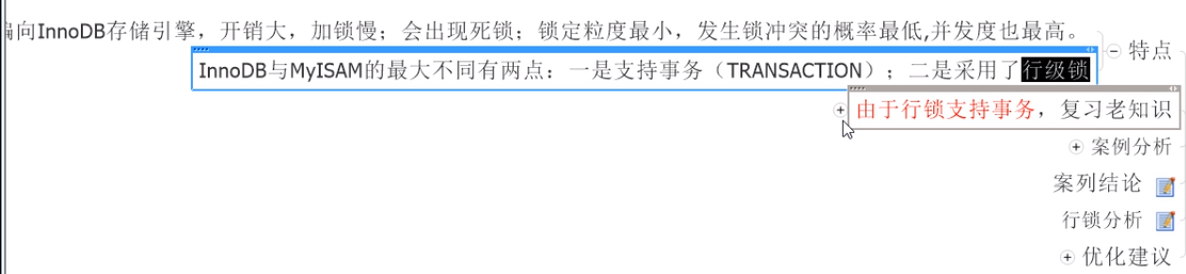 偏向InnoDB存储引擎，开销大，加锁慢；会出现死锁；锁定粒度最小，发生锁冲突的概率最低,并发度也最高。
特点
InnoDB与MyISAM的最大不同有两点：一是支持事务（TRANSACTION）；二是采用了行级锁
由于行锁支持事务，复习老知识
案例分析
案列结论
行锁分析
优化建议